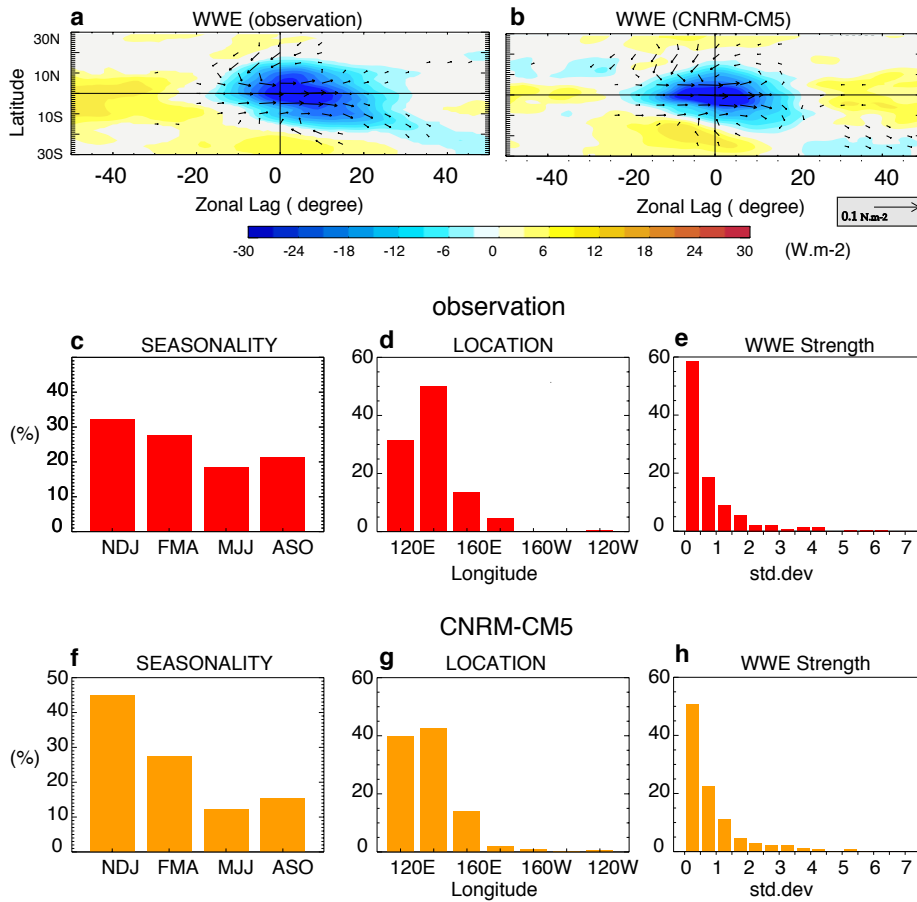 a WWE (observation)
b WWE (CNRM-CM5)
30N
10N
10S
30S
Latitude
-40 -20 0 20 40
-40 -20 0 20 40
Zonal Lag ( degree)
Zonal Lag ( degree)
0.1 N.m-2
-30 -24 -18 -12 -6 0 6 12 18 24 30
(W.m-2)
observation
c SEASONALITY
d LOCATION
e WWE Strength
40
30
20
10
0
(%)
NDJ FMA MJJ ASO
60
40
20
0
120E 160E 160W 120W
Longitude
60
40
20
0
0 1 2 3 4 5 6 7
std.dev
CNRM-CM5
f SEASONALITY
g LOCATION
h WWE Strength
50
40
30
20
10
0
(%)
NDJ FMA MJJ ASO
60
40
20
0
120E 160E 160W 120W
Longitude
60
40
20
0
0 1 2 3 4 5 6 7
std.dev